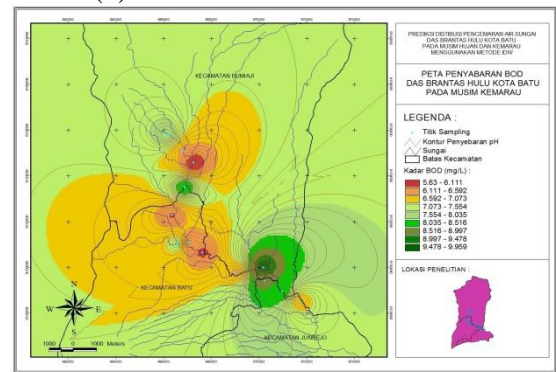 PREDIKSI DISTIBUSI PENCEMARAN AIR SUNGAI
DAS BRANTAS HULU KOTA BATU
PADA MUSIM HUJAN DAN KEMARAU
MENGGUNAKAN METODE IDW
PETA PENYABARAN BOD
DAS BRANTAS HULU KOTA BATU
PADA MUSIM KEMARAU
LEGENDA :
Titik Sampling
Kontur Penyebaran pH
Sungai
Batas Kecamatan
Kadar BOD (mg/L) :
5.63 - 6.111
6.111 - 6.592
6.592 - 7.073
7.073 - 7.554
7.554 - 8.035
8.035 - 8.516
8.516 - 8.997
8.997 - 9.478
9.478 - 9.959
LOKASI PENELITIAN :
KECAMATAN BUMIAJI
KECAMATAN BATU
KECAMATAN JUNREJO
N
W E
S
1000 0 1000 Meters